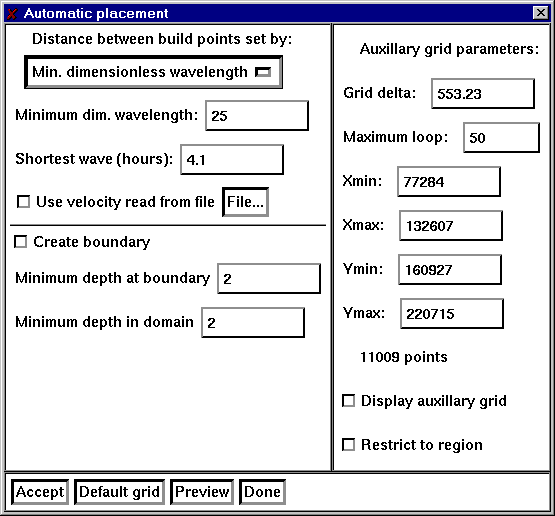 Automatic placement
Distance between build points set by:
Min. dimensionless wavelength
Minimum dim. wavelength: 25
Shortest wave (hours): 4.1
Use velocity read from file File...
Create boundary
Minimum depth at boundary 2
Minimum depth in domain 2
Auxillary grid parameters:
Grid delta: 553.23
Maximum loop: 50
Xmin: 77284
Xmax: 132607
Ymin: 160927
Ymax: 220715
11009 points
Display auxillary grid
Restrict to region
Accept Default grid Preview Done